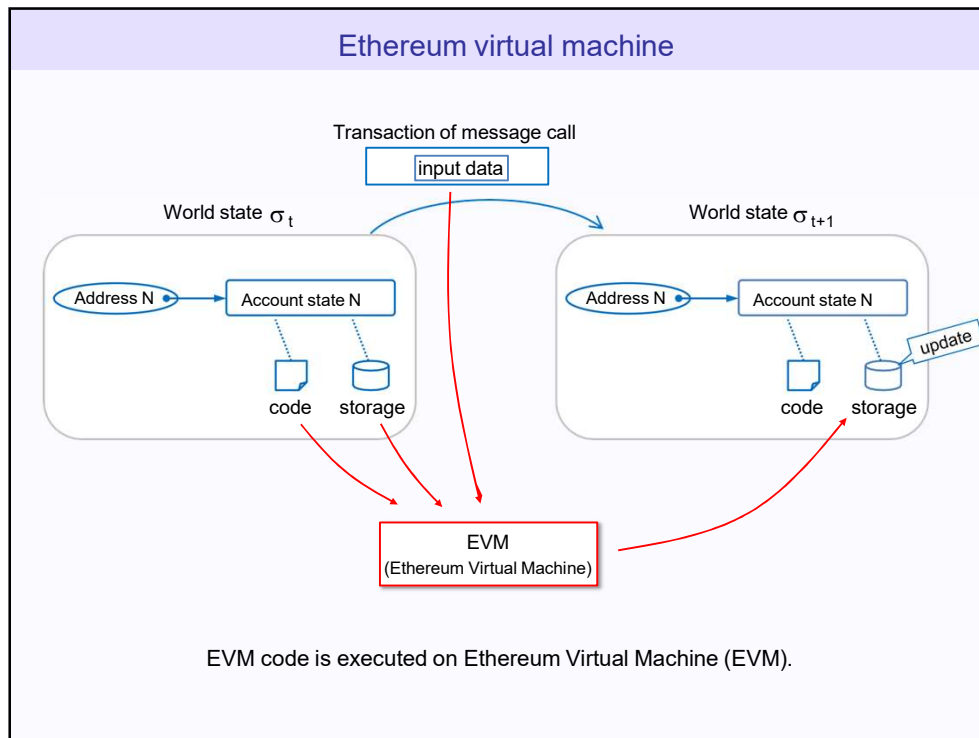 Ethereum virtual machine
Transaction of message call
input data
World state σt
World state σt+1
Address N
Account state N
Address N
Account state N
update
code
storage
code
storage
EVM
(Ethereum Virtual Machine)
EVM code is executed on Ethereum Virtual Machine (EVM).